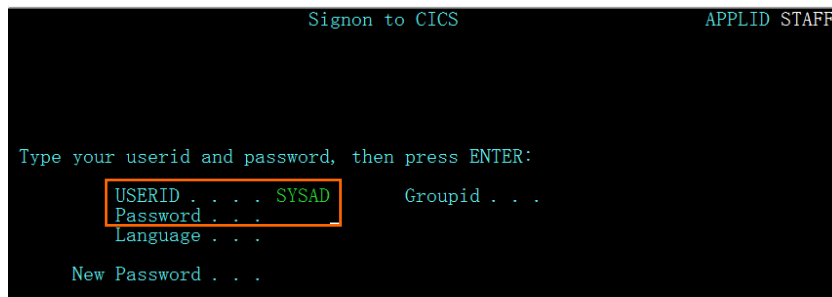 Signon to CICS APPLID STAFF
Type your userid and password, then press ENTER:
USERID . . . . SYSAD Groupid . . .
Password . . . _
Language . . .
New Password . . .